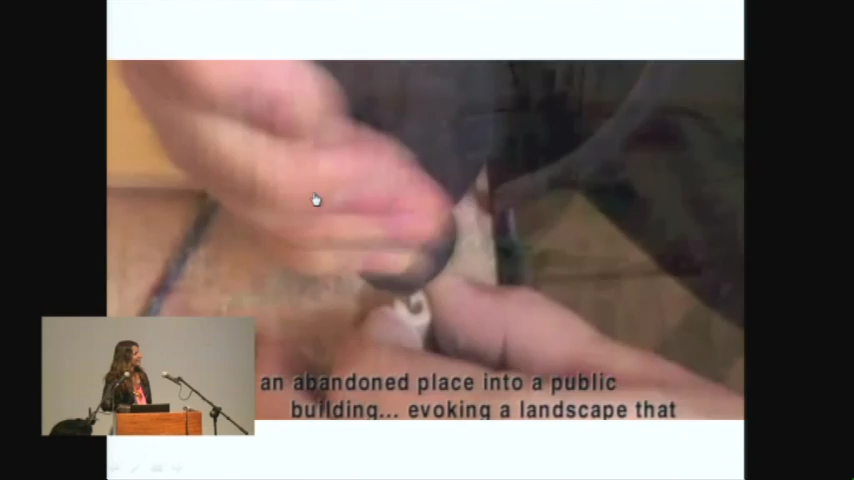 an abandoned place into a public
building... evoking a landscape that